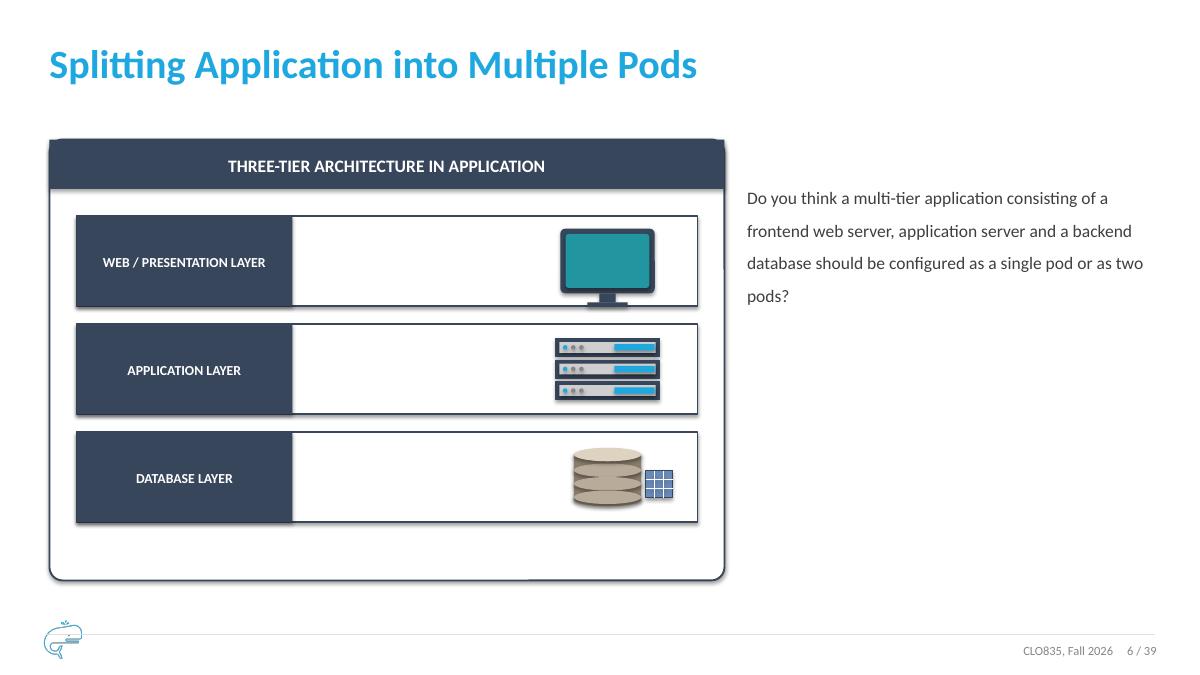 Splitting Application into Multiple Pods
THREE-TIER ARCHITECTURE IN APPLICATION
WEB / PRESENTATION LAYER
APPLICATION LAYER
DATABASE LAYER
Do you think a multi-tier application consisting of a
frontend web server, application server and a backend
database should be configured as a single pod or as two
pods?
CLO835, Fall 2026 6 / 39